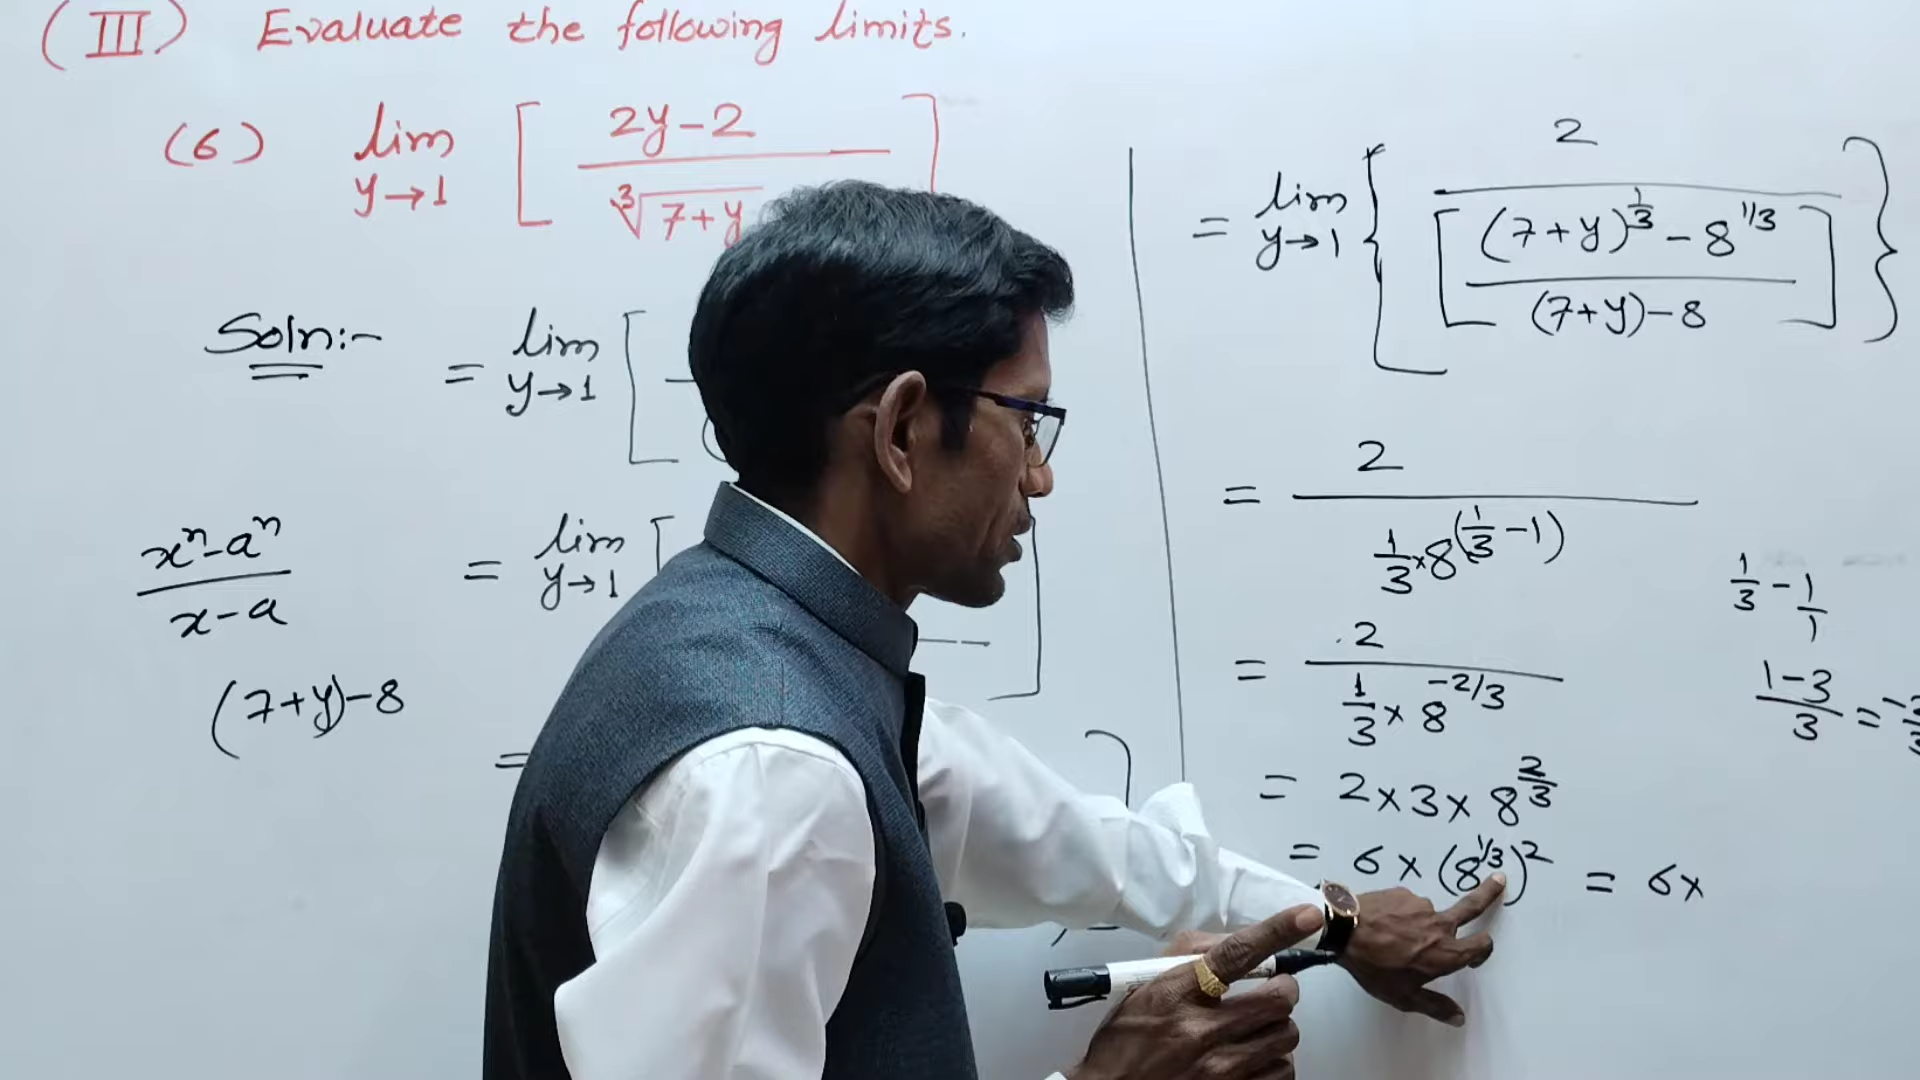 (III) Evaluate the following limits.
(6) lim y→1 [ 2y-2 / ∛7+y
Soln:-
= lim y→1 [
x^n-a^n / x-a
= lim y→1 [
(7+y)-8
=
= lim y→1 { 2 / [ (7+y)^1/3 - 8^1/3 / (7+y)-8 ] }
= 2 / 1/3 × 8^(1/3 - 1)
1/3 - 1/1
= 2 / 1/3 × 8^-2/3
1-3 / 3 = -2/3
= 2×3×8^2/3
= 6 × (8^1/3)^2 = 6×